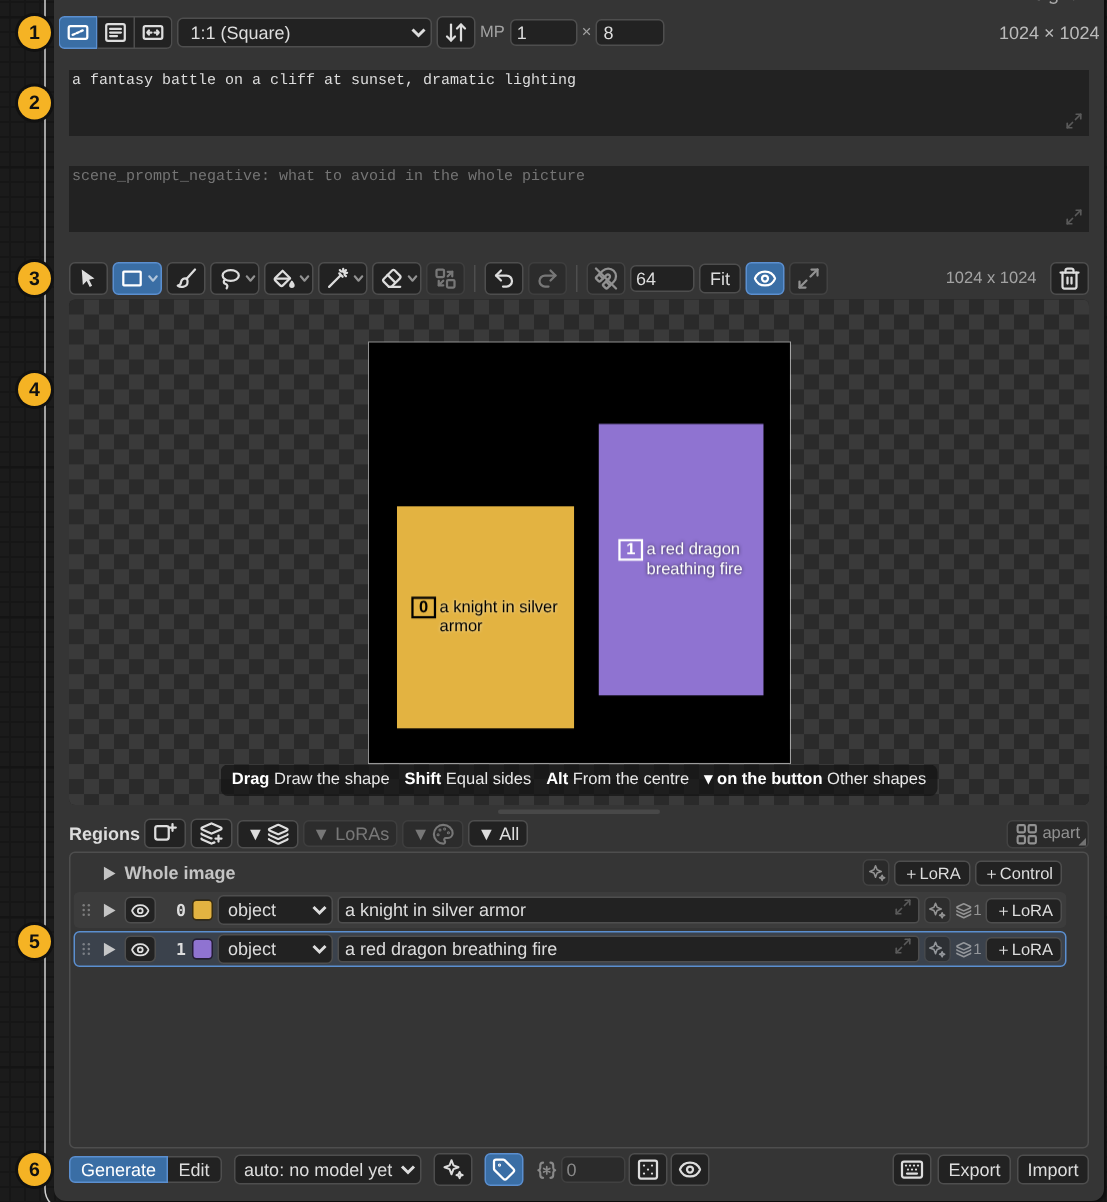 1
1:1 (Square)
MP
1
×
8
1024 × 1024
2
a fantasy battle on a cliff at sunset, dramatic lighting
scene_prompt_negative: what to avoid in the whole picture
3
64
Fit
1024 x 1024
4
1 a red dragon
breathing fire
0 a knight in silver
armor
Drag Draw the shape Shift Equal sides Alt From the centre ▼ on the button Other shapes
Regions
▼
▼ LoRAs
▼
▼ All
apart
Whole image
+ LoRA
+ Control
0 object a knight in silver armor 1 + LoRA
5
1 object a red dragon breathing fire 1 + LoRA
6
Generate Edit auto: no model yet {*} 0 Export Import